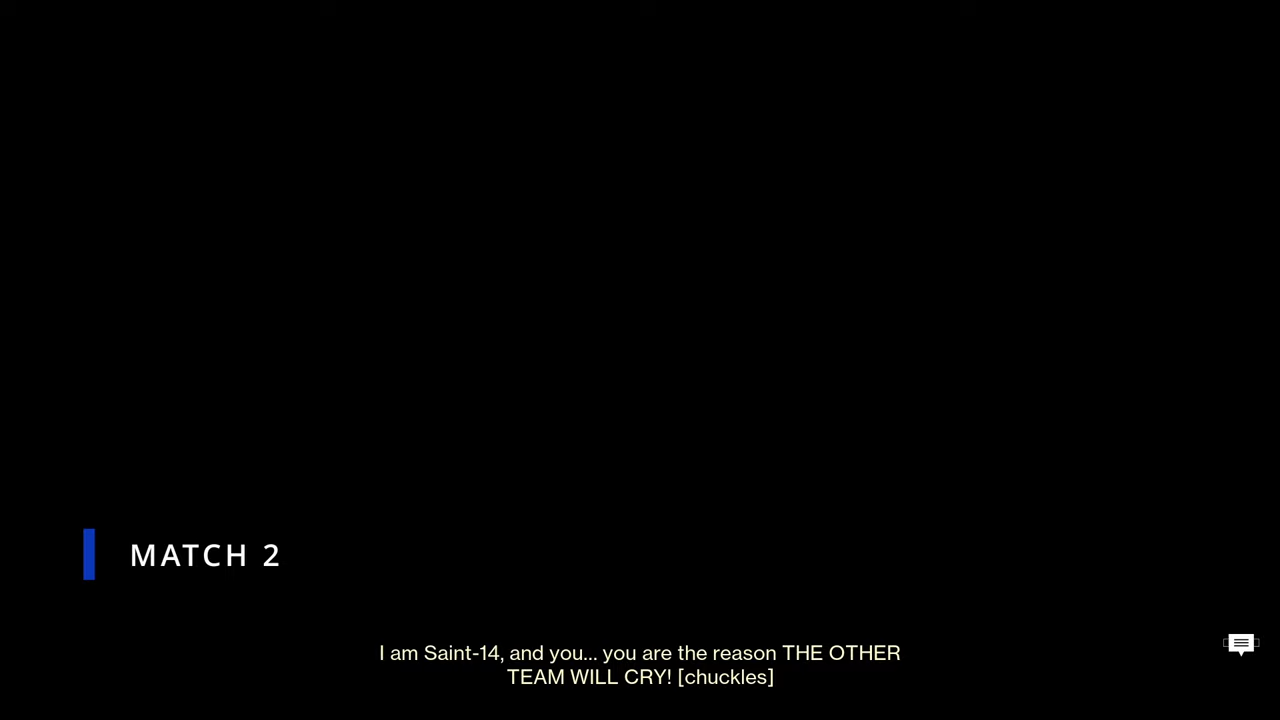 MATCH 2
I am Saint-14, and you... you are the reason THE OTHER
TEAM WILL CRY! [chuckles]